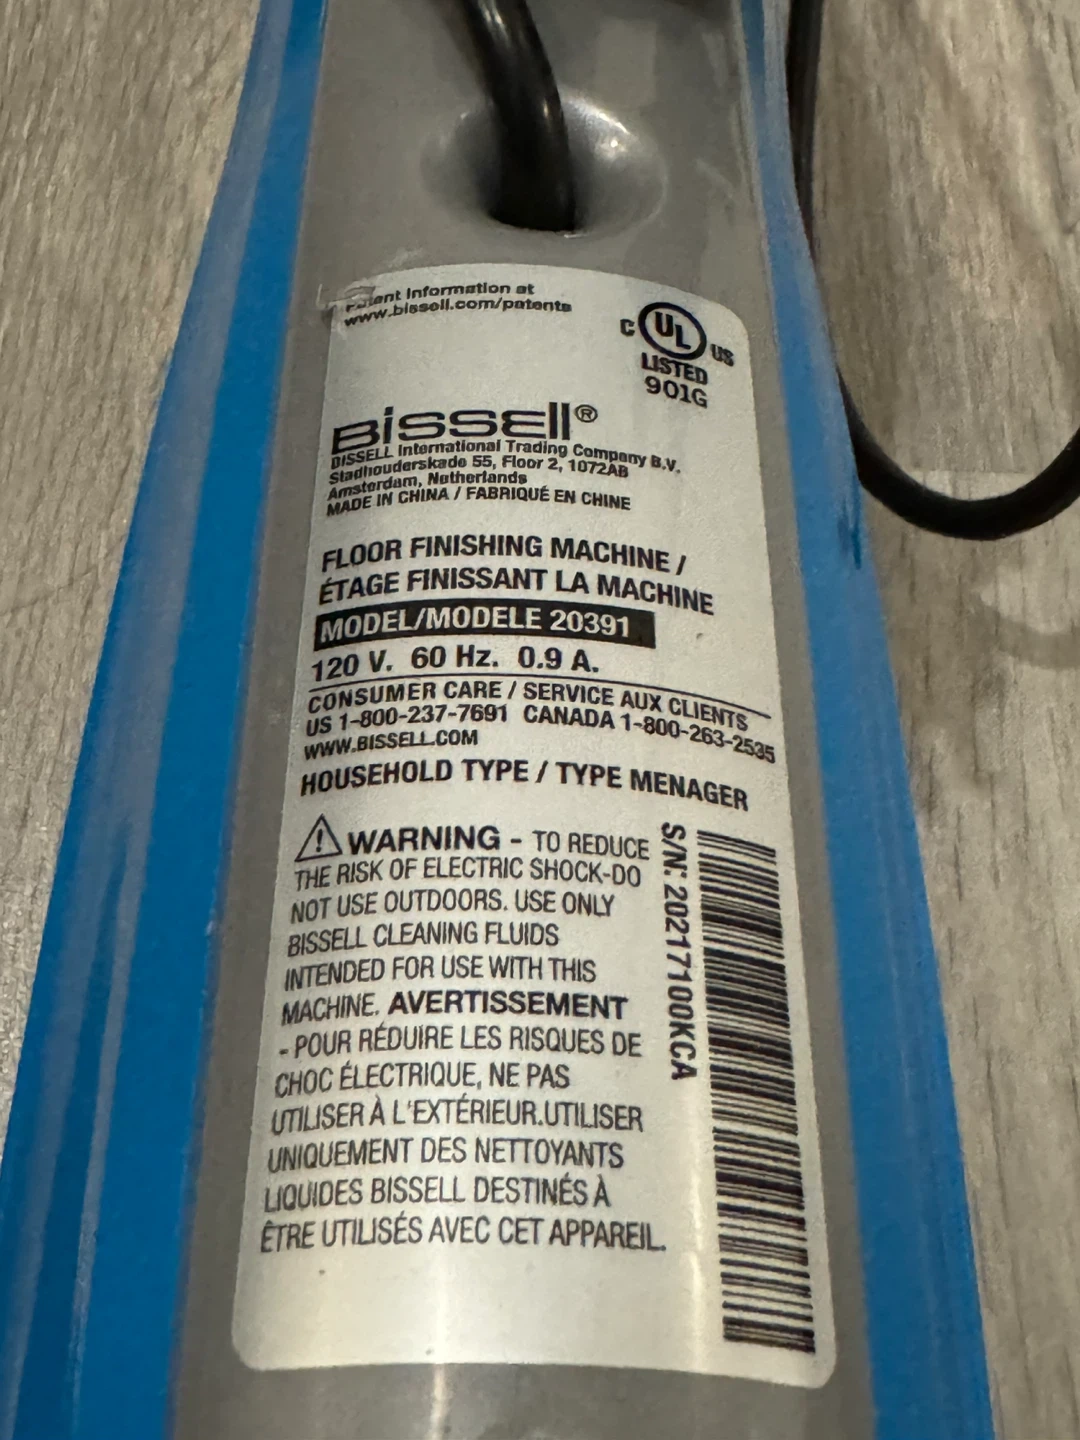 Patent Information at
www.bissell.com/patents
C UL US
LISTED
901G
BISSELL®
BISSELL International Trading Company B.V.
Stadhouderskade 55, Floor 2, 1072AB
Amsterdam, Netherlands
MADE IN CHINA / FABRIQUÉ EN CHINE
FLOOR FINISHING MACHINE /
ÉTAGE FINISSANT LA MACHINE
MODEL/MODELE 20391
120 V. 60 Hz. 0.9 A.
CONSUMER CARE / SERVICE AUX CLIENTS
US 1-800-237-7691 CANADA 1-800-263-2535
WWW.BISSELL.COM
HOUSEHOLD TYPE / TYPE MENAGER
WARNING - TO REDUCE
THE RISK OF ELECTRIC SHOCK-DO
NOT USE OUTDOORS. USE ONLY
BISSELL CLEANING FLUIDS
INTENDED FOR USE WITH THIS
MACHINE. AVERTISSEMENT
- POUR RÉDUIRE LES RISQUES DE
CHOC ÉLECTRIQUE, NE PAS
UTILISER À L'EXTÉRIEUR.UTILISER
UNIQUEMENT DES NETTOYANTS
LIQUIDES BISSELL DESTINÉS À
ÊTRE UTILISÉS AVEC CET APPAREIL.
S/N: 20217100KCA